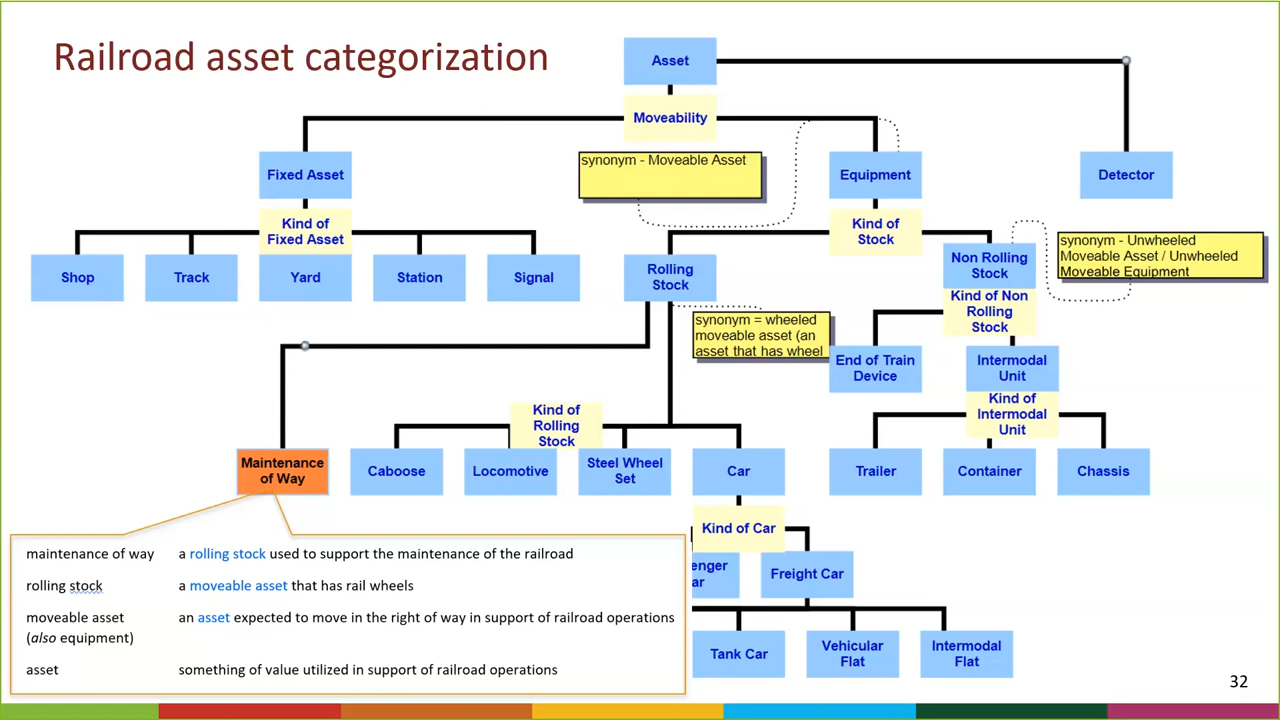 Railroad asset categorization
Asset
Moveability
synonym - Moveable Asset
Fixed Asset
Equipment
Detector
Kind of
Fixed Asset
Kind of
Stock
synonym - Unwheeled
Moveable Asset / Unwheeled
Moveable Equipment
Shop
Track
Yard
Station
Signal
Rolling
Stock
Non Rolling
Stock
Kind of Non
Rolling
Stock
synonym = wheeled
moveable asset (an
asset that has wheel
End of Train
Device
Intermodal
Unit
Kind of
Intermodal
Unit
Kind of
Rolling
Stock
Maintenance
of Way
Caboose
Locomotive
Steel Wheel
Set
Car
Trailer
Container
Chassis
Kind of Car
enger
ar
Freight Car
Tank Car
Vehicular
Flat
Intermodal
Flat
maintenance of way a rolling stock used to support the maintenance of the railroad
rolling stock a moveable asset that has rail wheels
moveable asset an asset expected to move in the right of way in support of railroad operations
(also equipment)
asset something of value utilized in support of railroad operations
32